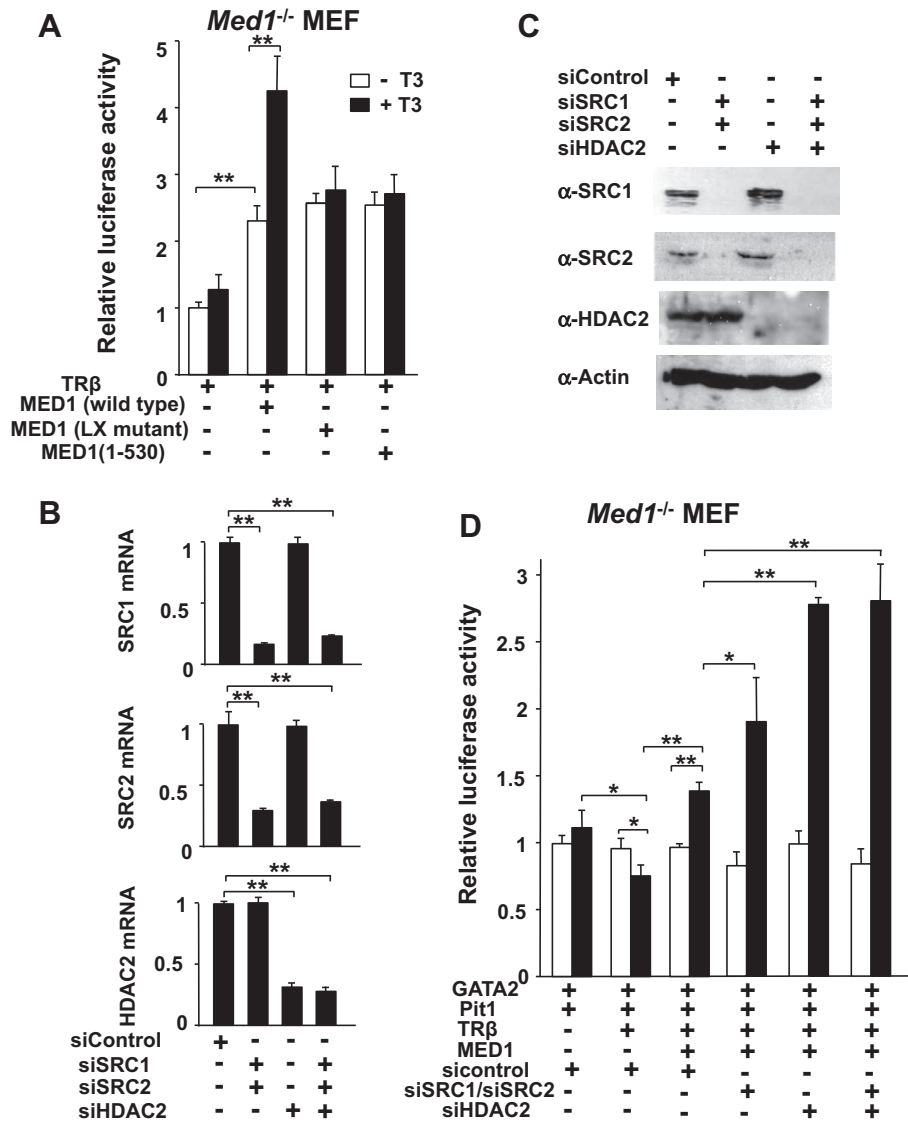 A
Med1-/- MEF
Relative luciferase activity
5
4
3
2
1
0
**
**
- T3
+ T3
TRβ + + + +
MED1 (wild type) - + - -
MED1 (LX mutant) - - + -
MED1(1-530) - - - +
C
siControl + - - -
siSRC1 - + - +
siSRC2 - + - +
siHDAC2 - - + +
α-SRC1
α-SRC2
α-HDAC2
α-Actin
B
SRC1 mRNA
1
0.5
0
**
**
SRC2 mRNA
1
0.5
0
**
**
HDAC2 mRNA
1
0.5
0
**
**
siControl + - - -
siSRC1 - + - +
siSRC2 - + - +
siHDAC2 - - + +
D
Med1-/- MEF
Relative luciferase activity
3
2.5
2
1.5
1
0.5
0
**
**
*
**
**
*
*
GATA2 + + + + + +
Pit1 + + + + + +
TRβ - + + + + +
MED1 - - + + + +
sicontrol + + + - - -
siSRC1/siSRC2 - - - + - +
siHDAC2 - - - - + +